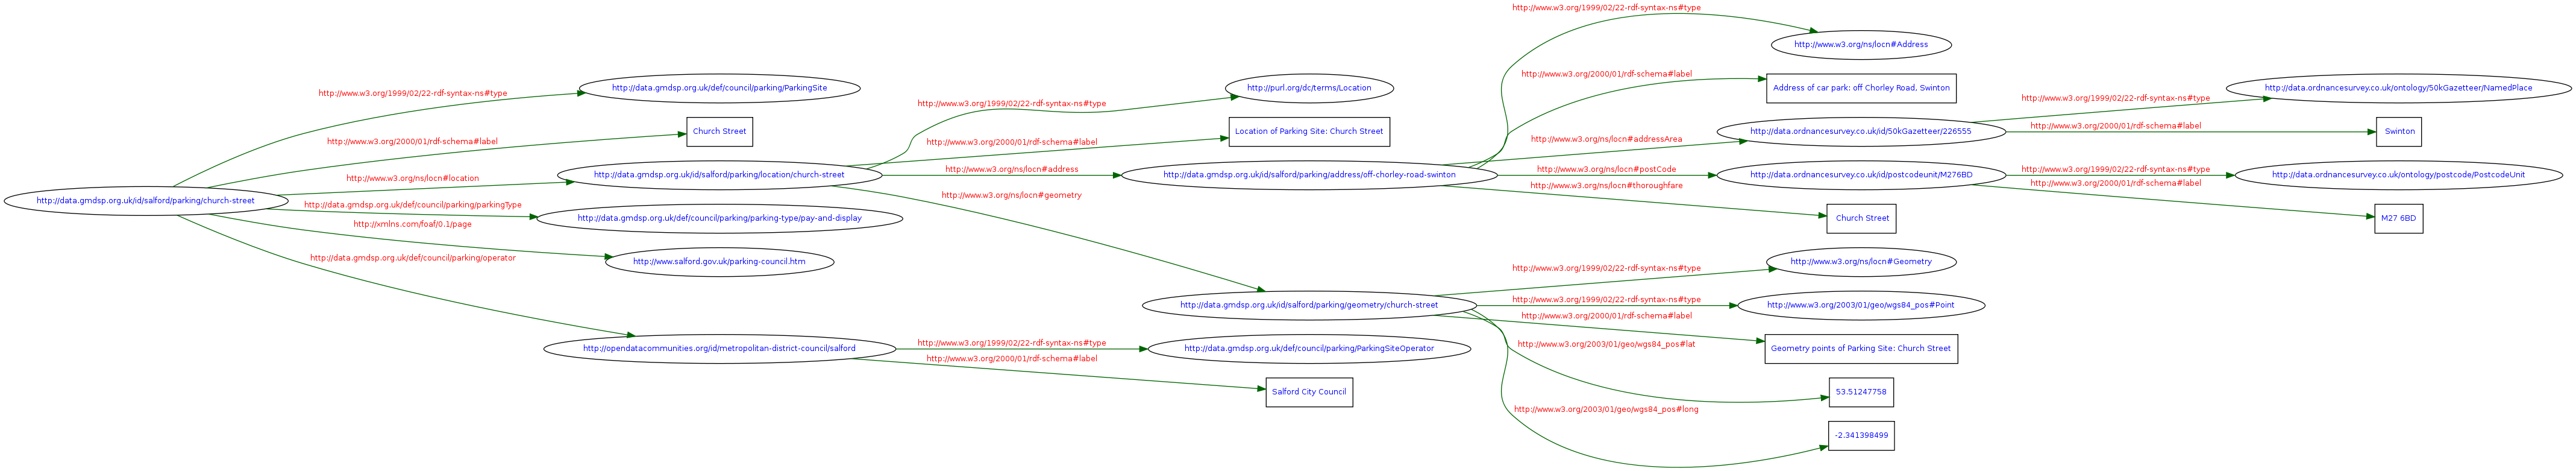 http://data.gmdsp.org.uk/id/salford/parking/church-street
http://www.w3.org/1999/02/22-rdf-syntax-ns#type
http://data.gmdsp.org.uk/def/council/parking/ParkingSite
http://www.w3.org/2000/01/rdf-schema#label
Church Street
http://www.w3.org/ns/locn#location
http://data.gmdsp.org.uk/id/salford/parking/location/church-street
http://data.gmdsp.org.uk/def/council/parking/parkingType
http://data.gmdsp.org.uk/def/council/parking/parking-type/pay-and-display
http://xmlns.com/foaf/0.1/page
http://www.salford.gov.uk/parking-council.htm
http://data.gmdsp.org.uk/def/council/parking/operator
http://opendatacommunities.org/id/metropolitan-district-council/salford
http://www.w3.org/1999/02/22-rdf-syntax-ns#type
http://purl.org/dc/terms/Location
http://www.w3.org/2000/01/rdf-schema#label
Location of Parking Site: Church Street
http://www.w3.org/ns/locn#address
http://data.gmdsp.org.uk/id/salford/parking/address/off-chorley-road-swinton
http://www.w3.org/ns/locn#geometry
http://data.gmdsp.org.uk/id/salford/parking/geometry/church-street
http://www.w3.org/1999/02/22-rdf-syntax-ns#type
http://data.gmdsp.org.uk/def/council/parking/ParkingSiteOperator
http://www.w3.org/2000/01/rdf-schema#label
Salford City Council
http://www.w3.org/1999/02/22-rdf-syntax-ns#type
http://www.w3.org/ns/locn#Address
http://www.w3.org/2000/01/rdf-schema#label
Address of car park: off Chorley Road, Swinton
http://www.w3.org/ns/locn#addressArea
http://data.ordnancesurvey.co.uk/id/50kGazetteer/226555
http://www.w3.org/ns/locn#postCode
http://data.ordnancesurvey.co.uk/id/postcodeunit/M276BD
http://www.w3.org/ns/locn#thoroughfare
Church Street
http://www.w3.org/1999/02/22-rdf-syntax-ns#type
http://www.w3.org/ns/locn#Geometry
http://www.w3.org/1999/02/22-rdf-syntax-ns#type
http://www.w3.org/2003/01/geo/wgs84_pos#Point
http://www.w3.org/2000/01/rdf-schema#label
Geometry points of Parking Site: Church Street
http://www.w3.org/2003/01/geo/wgs84_pos#lat
53.51247758
http://www.w3.org/2003/01/geo/wgs84_pos#long
-2.341398499
http://www.w3.org/1999/02/22-rdf-syntax-ns#type
http://data.ordnancesurvey.co.uk/ontology/50kGazetteer/NamedPlace
http://www.w3.org/2000/01/rdf-schema#label
Swinton
http://www.w3.org/1999/02/22-rdf-syntax-ns#type
http://data.ordnancesurvey.co.uk/ontology/postcode/PostcodeUnit
http://www.w3.org/2000/01/rdf-schema#label
M27 6BD